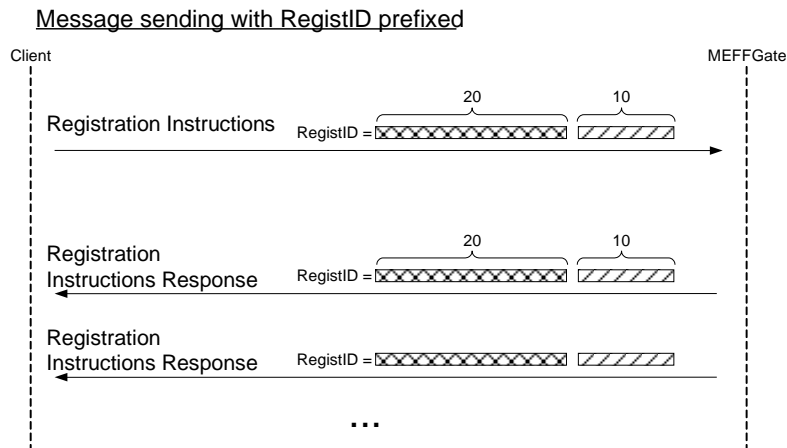 Message sending with RegistID prefixed
Client
MEFFGate
20
10
Registration Instructions
RegistID =
20
10
Registration
Instructions Response
RegistID =
Registration
Instructions Response
RegistID =
...